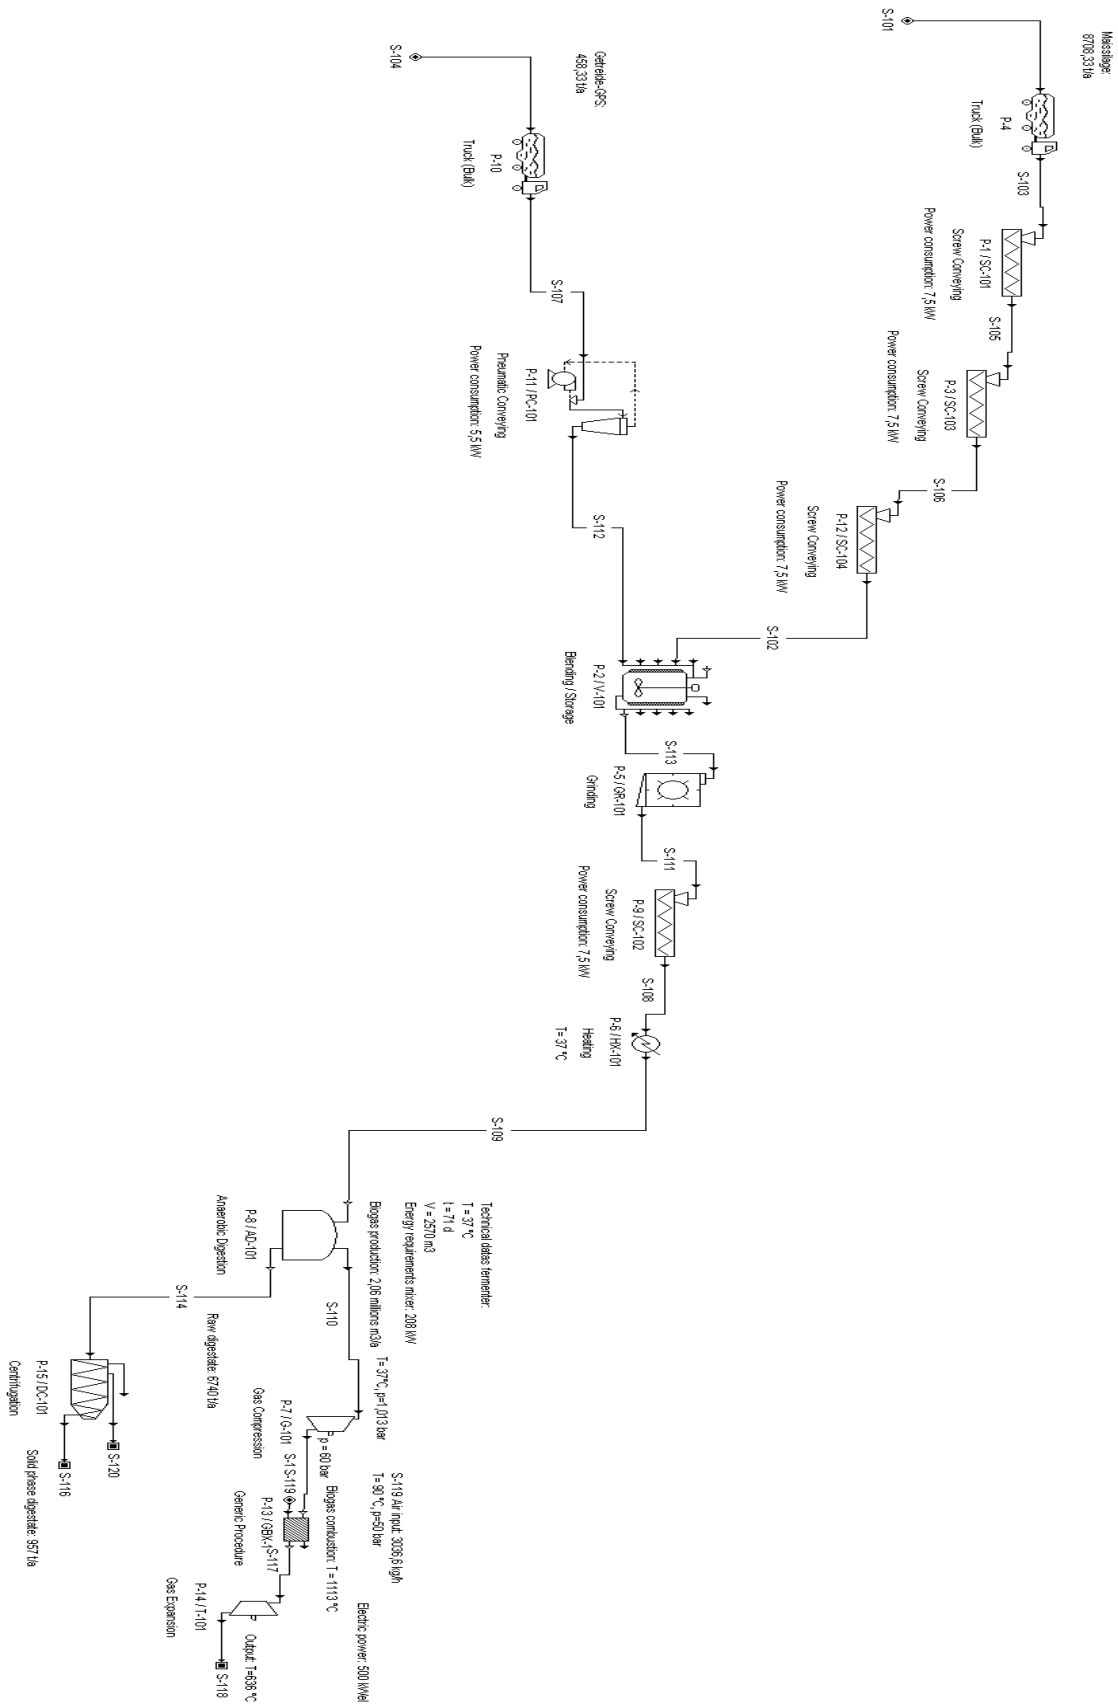 Maissilage:
8708,33 t/a
S-101
P-4
Truck (Bulk)
S-103
P-1 / SC-101
Screw Conveying
Power consumption: 7,5 kW
S-105
P-3 / SC-103
Screw Conveying
Power consumption: 7,5 kW
S-106
P-12 / SC-104
Screw Conveying
Power consumption: 7,5 kW
S-102
Getreide-GPS:
458,33 t/a
S-104
P-10
Truck (Bulk)
S-107
P-11 / PC-101
Pneumatic Conveying
Power consumption: 5,5 kW
S-112
P-2 / V-101
Blending / Storage
S-113
P-5 / GR-101
Grinding
S-111
P-9 / SC-102
Screw Conveying
Power consumption: 7,5 kW
S-108
P-6 / HX-101
Heating
T= 37 °C
S-109
Technical datas fermenter:
T = 37 °C
t = 71 d
V = 2570 m3
Energy requirements mixer: 208 kW
Biogas production: 2,06 millions m3/a
T= 37°C, p=1,013 bar
P-8 / AD-101
Anaerobic Digestion
S-110
S-114
Raw digestate: 6740 t/a
P-15 / DC-101
Centrifugation
S-120
S-116
Solid phase digestate: 957 t/a
p = 60 bar
P-7 / G-101
Gas Compression
S-1
S-119
S-119 Air input: 3036,6 kg/h
T= 90 °C, p=50 bar
Biogas combustion: T = 1113 °C
P-13 / GBX-1
Generic Procedure
S-117
Electric power: 500 kWel
P-14 / T-101
Gas Expansion
Output: T=636 °C
S-118